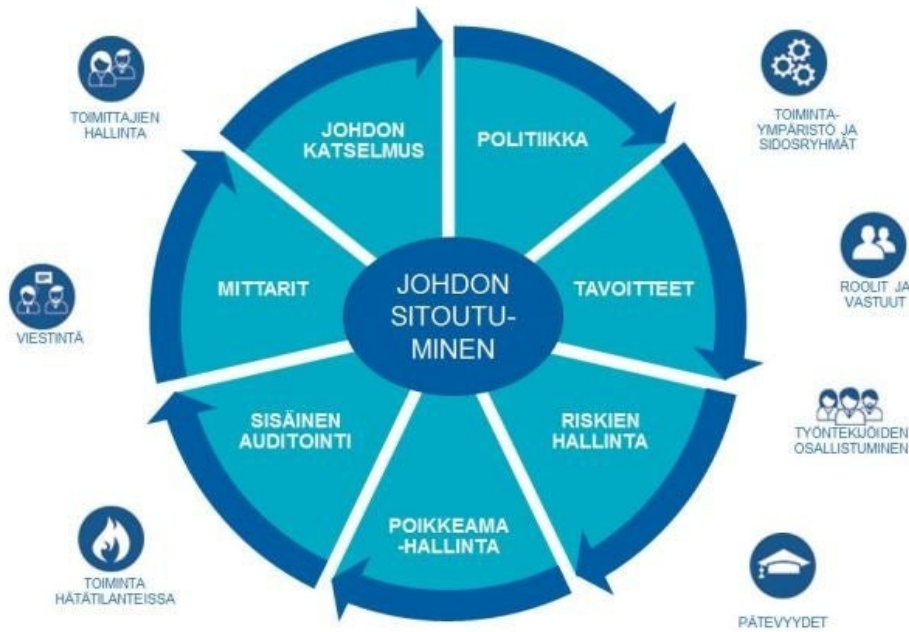 JOHDON
KATSELMUS
POLITIIKKA
TAVOITTEET
RISKIEN
HALLINTA
POIKKEAMA
-HALLINTA
SISÄINEN
AUDITOINTI
MITTARIT
JOHDON
SITOUTU-
MINEN
TOIMITTAJIEN
HALLINTA
TOIMINTA-
YMPÄRISTÖ JA
SIDOSRYHMÄT
ROOLIT JA
VASTUUT
TYÖNTEKIJÖIDEN
OSALLISTUMINEN
PÄTEVYYDET
TOIMINTA
HÄTÄTILANTEISSA
VIESTINTÄ